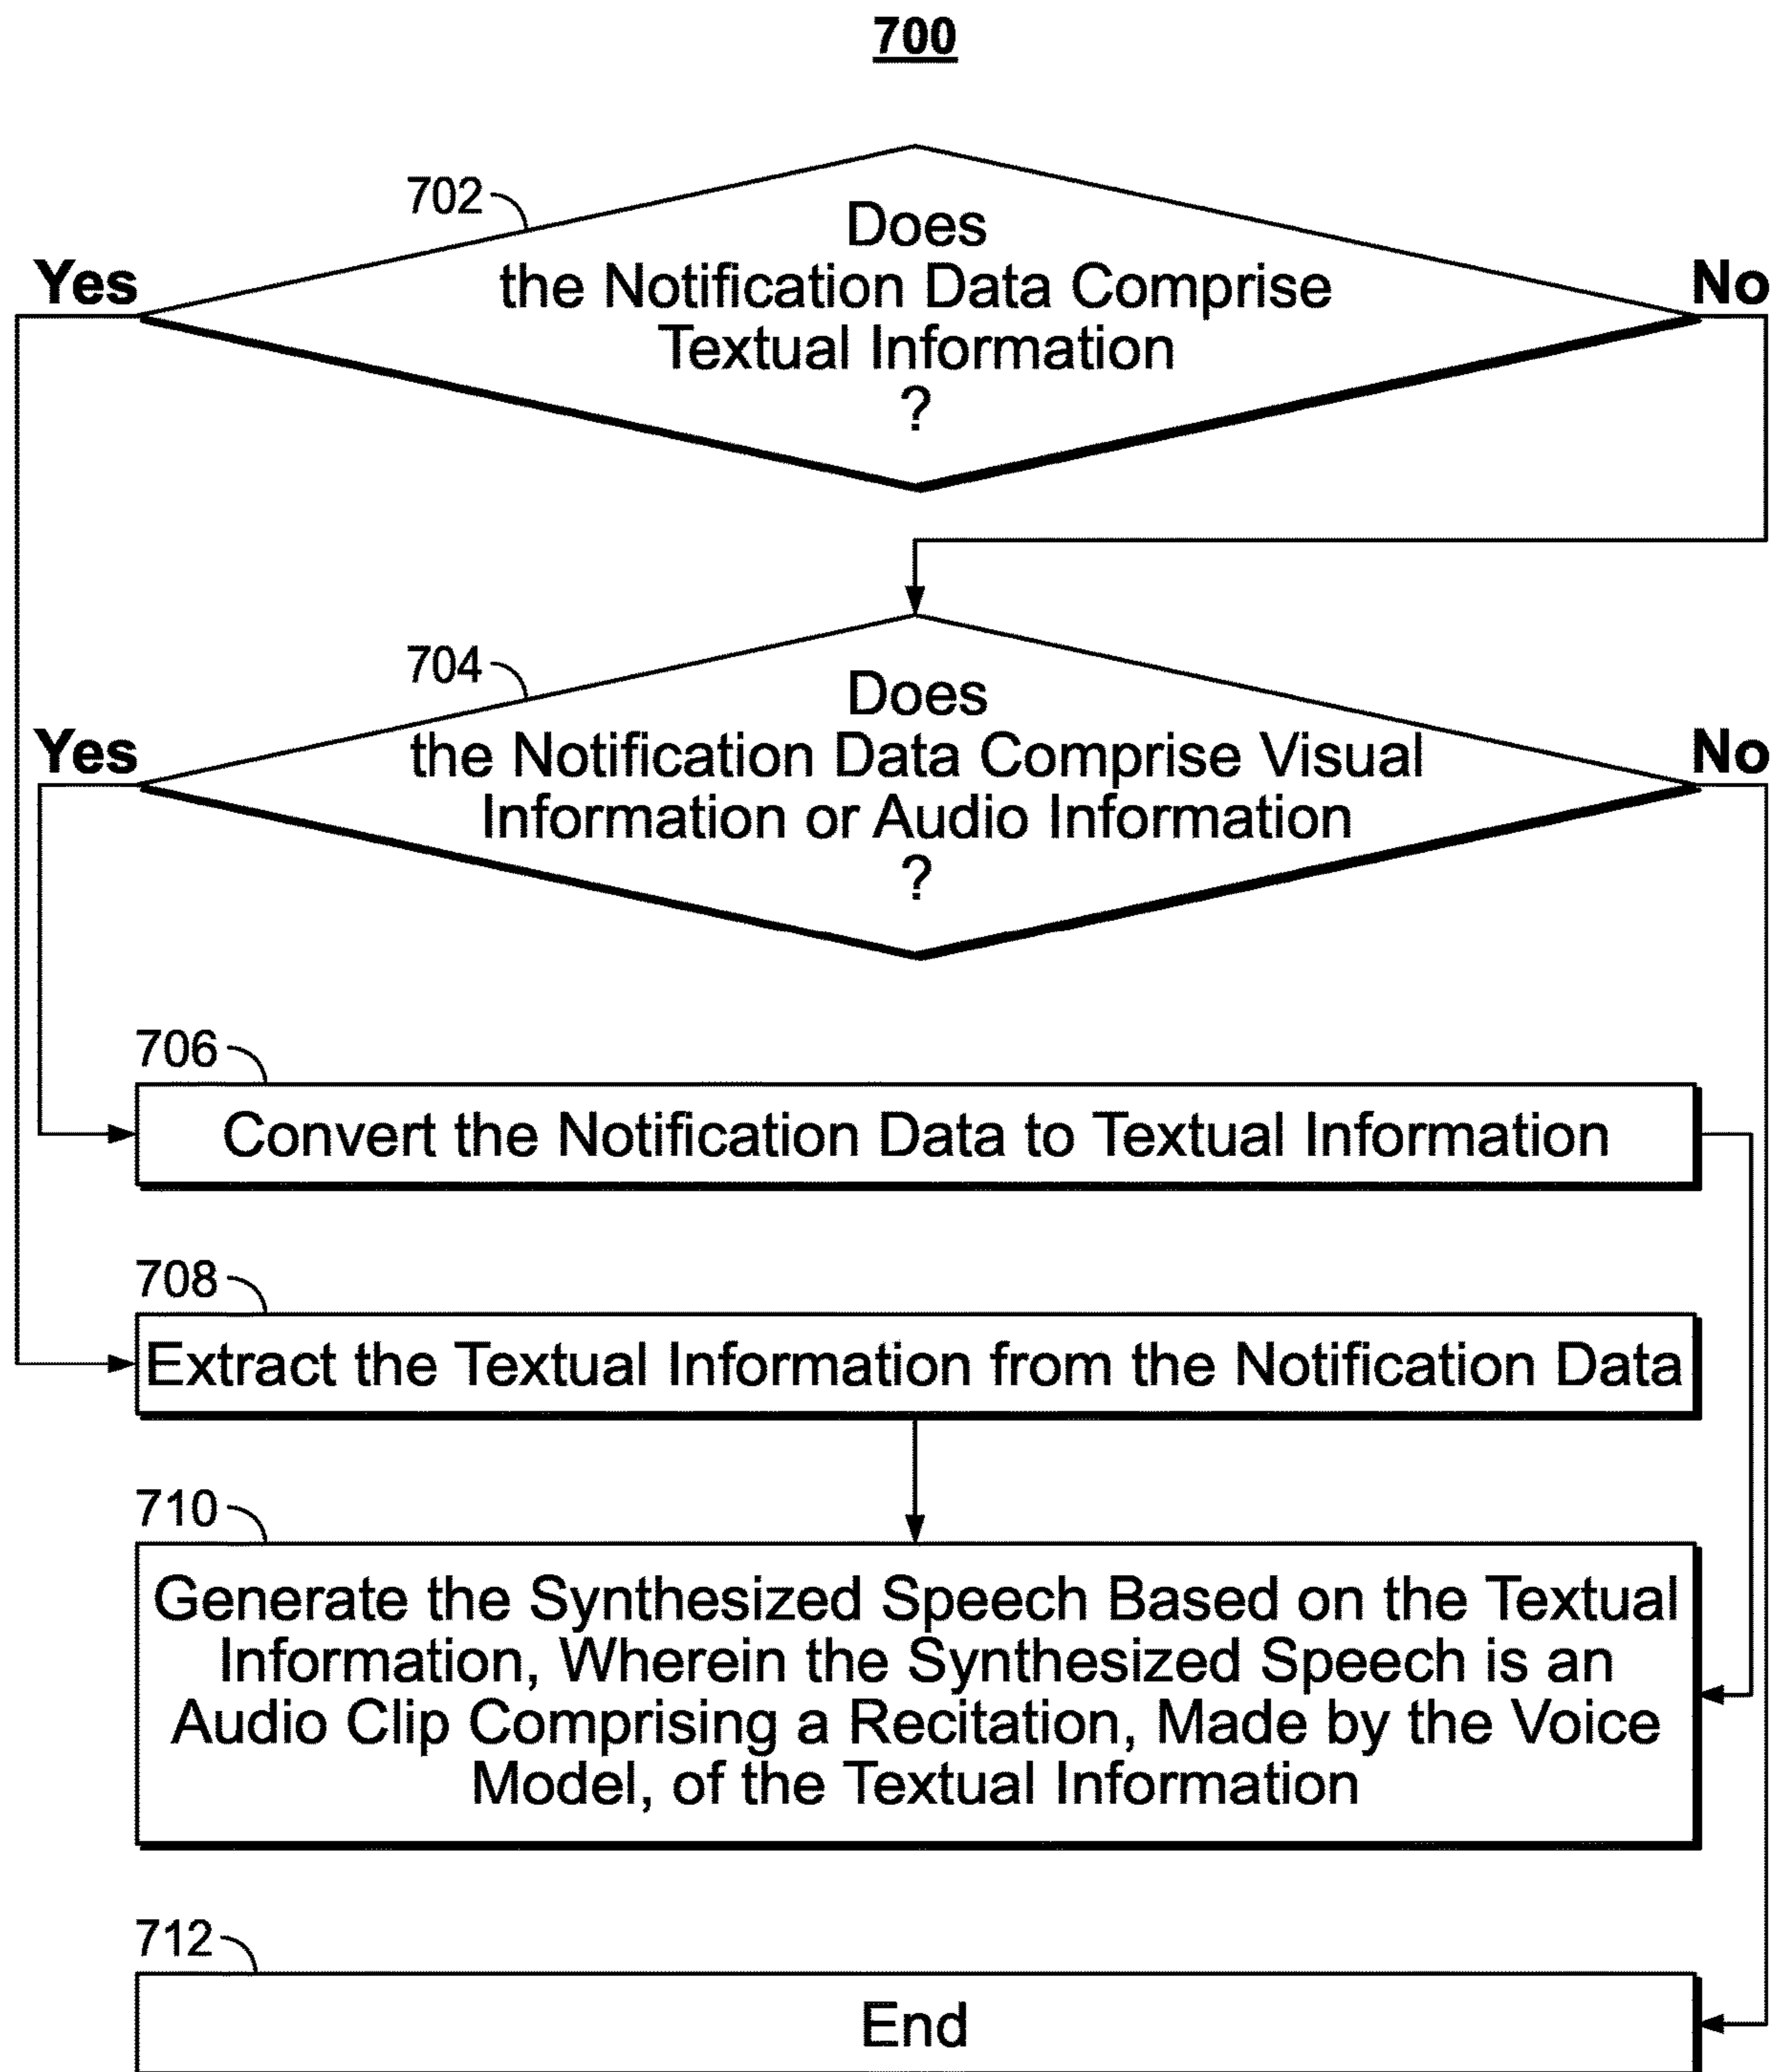 700
702
Does
the Notification Data Comprise
Textual Information
?
Yes
No
704
Does
the Notification Data Comprise Visual
Information or Audio Information
?
Yes
No
706
Convert the Notification Data to Textual Information
708
Extract the Textual Information from the Notification Data
710
Generate the Synthesized Speech Based on the Textual
Information, Wherein the Synthesized Speech is an
Audio Clip Comprising a Recitation, Made by the Voice
Model, of the Textual Information
712
End